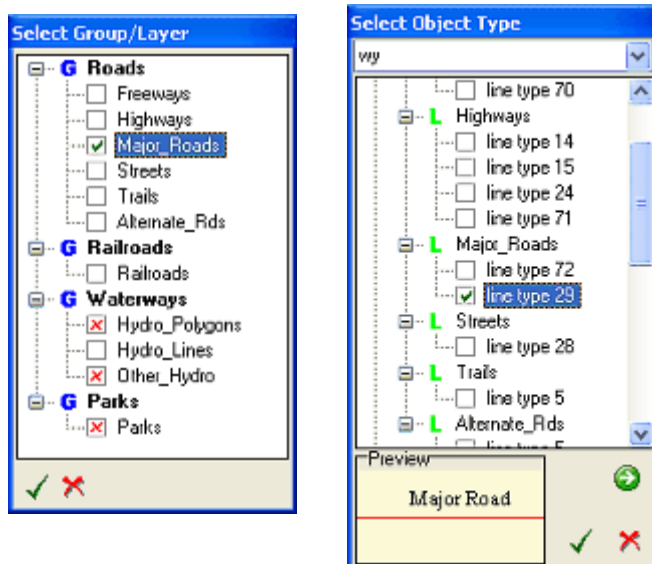 Select Group/Layer
G Roads
Freeways
Highways
Major_Roads
Streets
Trails
Alternate_Rds
G Railroads
Railroads
G Waterways
Hydro_Polygons
Hydro_Lines
Other_Hydro
G Parks
Parks
Select Object Type
wy
line type 70
L Highways
line type 14
line type 15
line type 24
line type 71
L Major_Roads
line type 72
line type 29
L Streets
line type 28
L Trails
line type 5
L Alternate_Rds
line type 5
Preview
Major Road